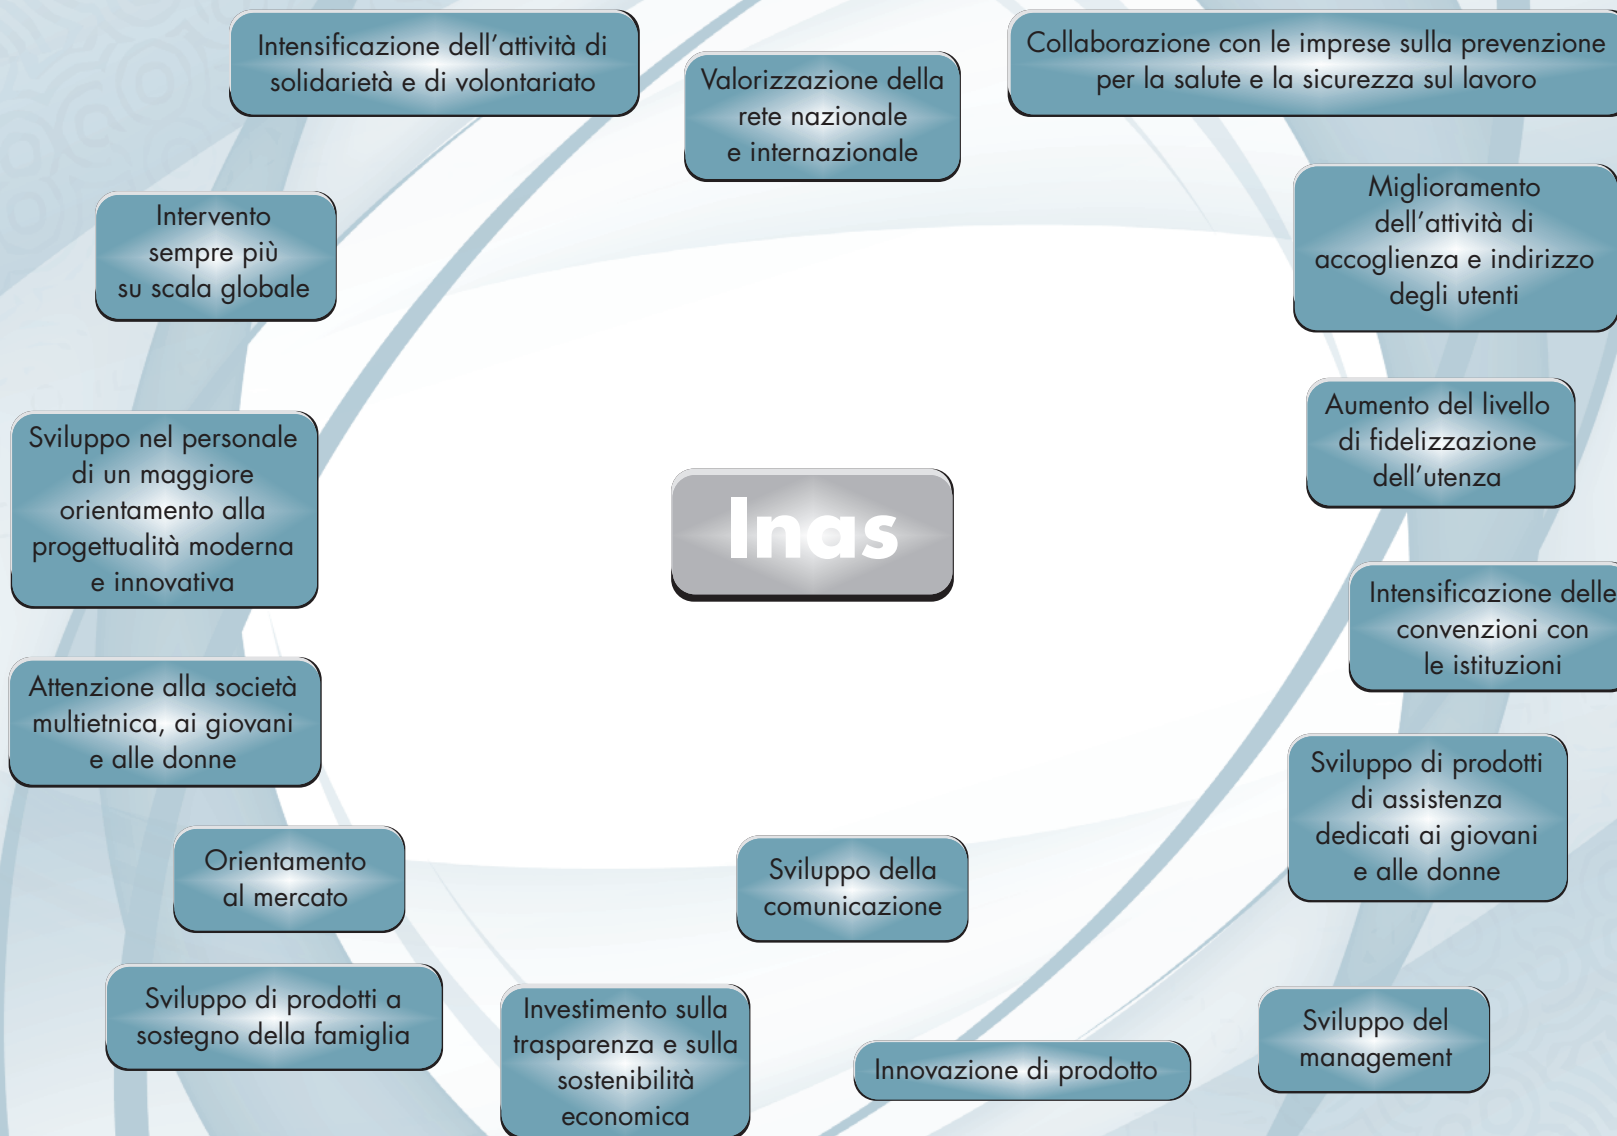 Intensificazione dell'attività di
solidarietà e di volontariato
Valorizzazione della
rete nazionale
e internazionale
Collaborazione con le imprese sulla prevenzione
per la salute e la sicurezza sul lavoro
Intervento
sempre più
su scala globale
Miglioramento
dell'attività di
accoglienza e indirizzo
degli utenti
Sviluppo nel personale
di un maggiore
orientamento alla
progettualità moderna
e innovativa
Inas
Aumento del livello
di fidelizzazione
dell'utenza
Intensificazione delle
convenzioni con
le istituzioni
Attenzione alla società
multietnica, ai giovani
e alle donne
Sviluppo di prodotti
di assistenza
dedicati ai giovani
e alle donne
Orientamento
al mercato
Sviluppo della
comunicazione
Sviluppo di prodotti a
sostegno della famiglia
Investimento sulla
trasparenza e sulla
sostenibilità
economica
Innovazione di prodotto
Sviluppo del
management